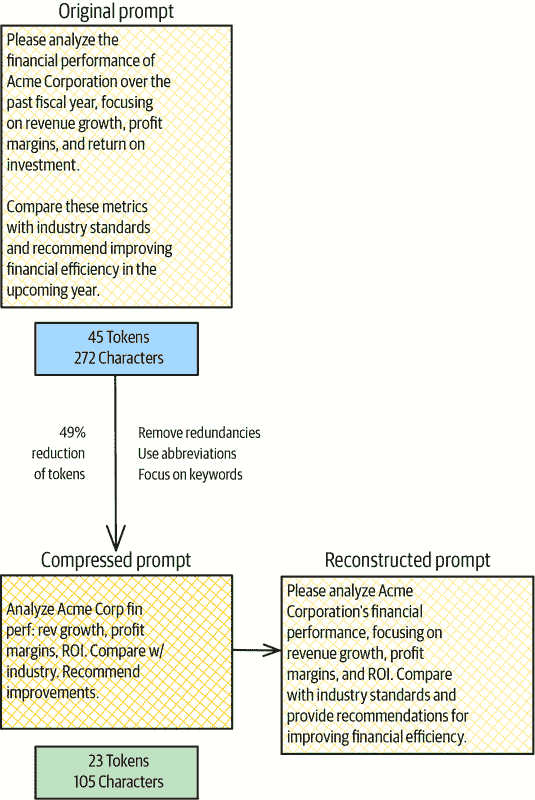 Original prompt
Please analyze the
financial performance of
Acme Corporation over the
past fiscal year, focusing
on revenue growth, profit
margins, and return on
investment.
Compare these metrics
with industry standards
and recommend improving
financial efficiency in the
upcoming year.
45 Tokens
272 Characters
49%
reduction
of tokens
Remove redundancies
Use abbreviations
Focus on keywords
Compressed prompt
Analyze Acme Corp fin
perf: rev growth, profit
margins, ROI. Compare w/
industry. Recommend
improvements.
23 Tokens
105 Characters
Reconstructed prompt
Please analyze Acme
Corporation's financial
performance, focusing on
revenue growth, profit
margins, and ROI. Compare
with industry standards and
provide recommendations for
improving financial efficiency.